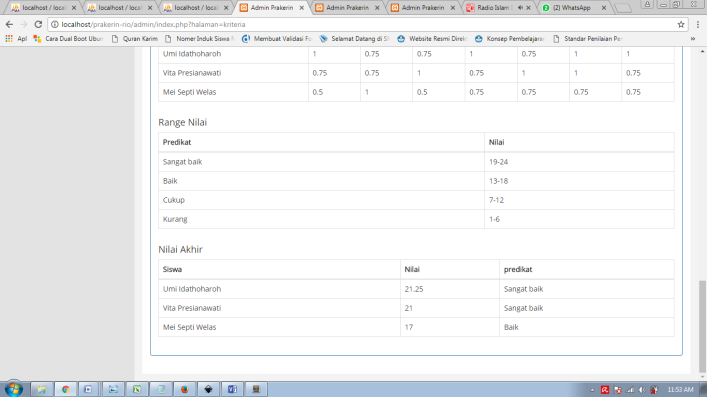 localhost / local
localhost / local
localhost / local
Admin Prakerin
Admin Prakerin
Admin Prakerin
Radio Islam
(2) WhatsApp
localhost/prakerin-rio/admin/index.php?halaman=kriteria
Apl
Cara Dual Boot Ubun
Quran Karim
Nomer Induk Siswa
Membuat Validasi Fo
Selamat Datang di Sh
Website Resmi Direkt
Konsep Pembelajaran
Standar Penilaian Pe
Umi Idathoharoh 1 0.75 0.75 1 0.75 1 1
Vita Presianawati 0.75 0.75 1 0.75 1 1 0.75
Mei Septi Welas 0.5 1 0.5 0.75 0.75 0.75 0.75
Range Nilai
Predikat Nilai
Sangat baik 19-24
Baik 13-18
Cukup 7-12
Kurang 1-6
Nilai Akhir
Siswa Nilai predikat
Umi Idathoharoh 21.25 Sangat baik
Vita Presianawati 21 Sangat baik
Mei Septi Welas 17 Baik
11:53 AM